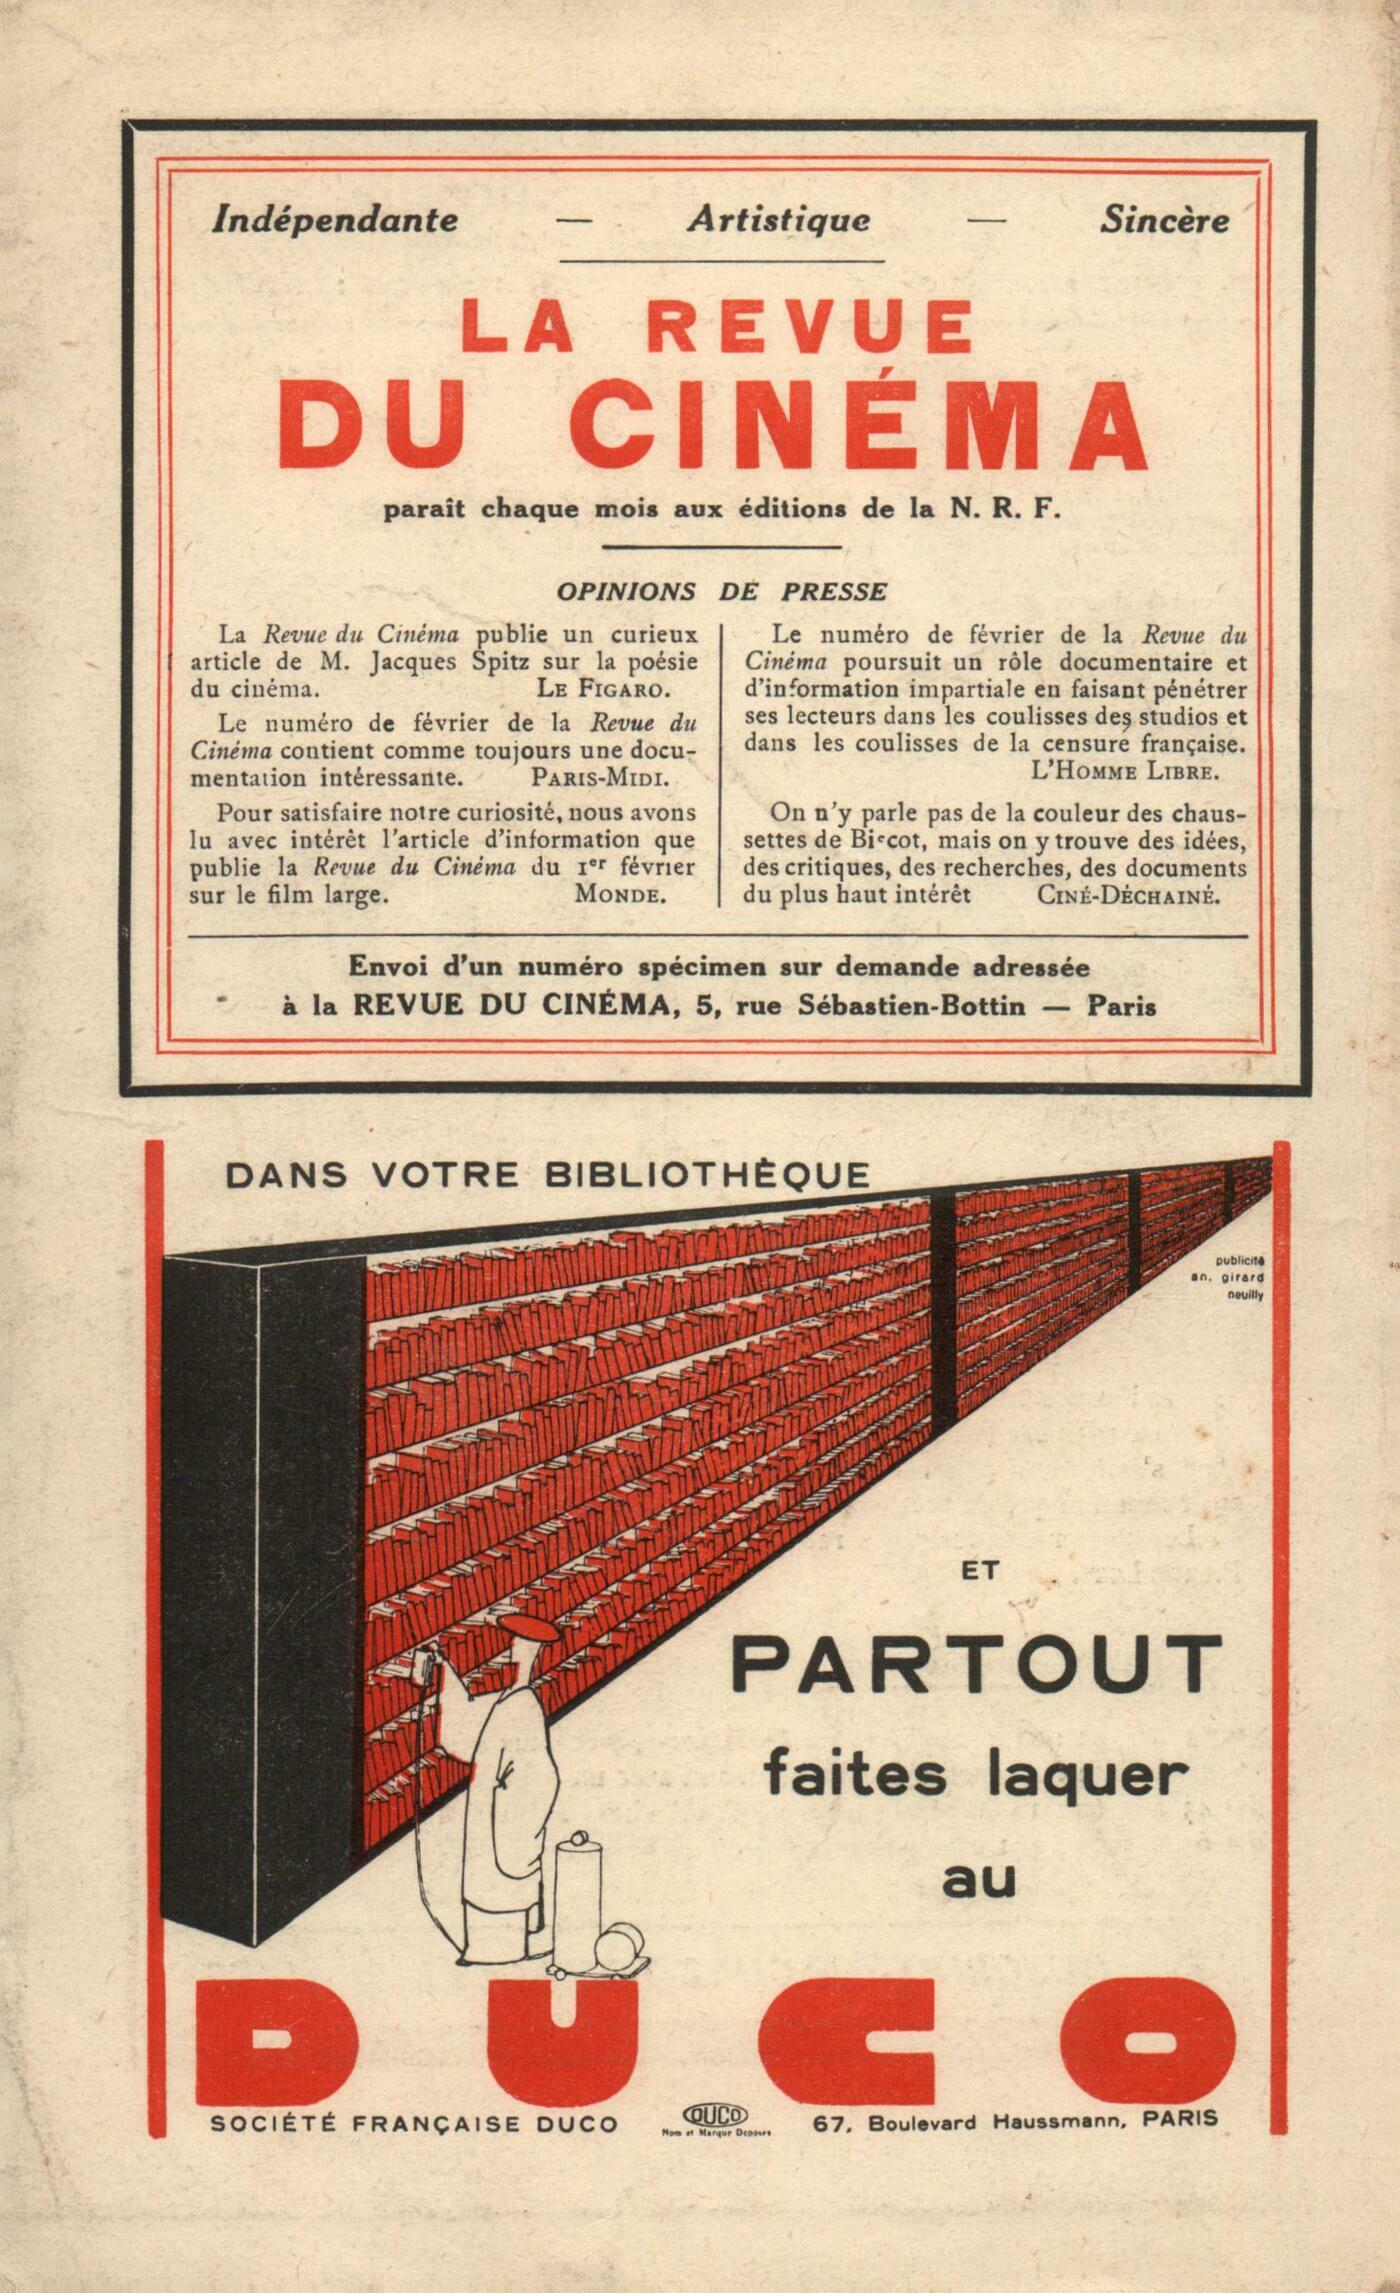 Indépendante — Artistique — Sincère
LA REVUE
DU CINÉMA
paraît chaque mois aux éditions de la N. R. F.
OPINIONS DE PRESSE
La Revue du Cinéma publie un curieux
article de M. Jacques Spitz sur la poésie
du cinéma. LE FIGARO.
Le numéro de février de la Revue du
Cinéma contient comme toujours une docu-
mentation intéressante. PARIS-MIDI.
Pour satisfaire notre curiosité, nous avons
lu avec intérêt l'article d'information que
publie la Revue du Cinéma du 1er février
sur le film large. MONDE.
Le numéro de février de la Revue du
Cinéma poursuit un rôle documentaire et
d'information impartiale en faisant pénétrer
ses lecteurs dans les coulisses des studios et
dans les coulisses de la censure française.
L'HOMME LIBRE.
On n'y parle pas de la couleur des chaus-
settes de Biscot, mais on y trouve des idées,
des critiques, des recherches, des documents
du plus haut intérêt CINÉ-DÉCHAINÉ.
Envoi d'un numéro spécimen sur demande adressée
à la REVUE DU CINÉMA, 5, rue Sébastien-Bottin — Paris
DANS VOTRE BIBLIOTHÈQUE
publicité
an. girard
neuilly
ET
PARTOUT
faites laquer
au
DUCO
SOCIÉTÉ FRANÇAISE DUCO
DUCO
Nom et Marque Déposés
67, Boulevard Haussmann, PARIS